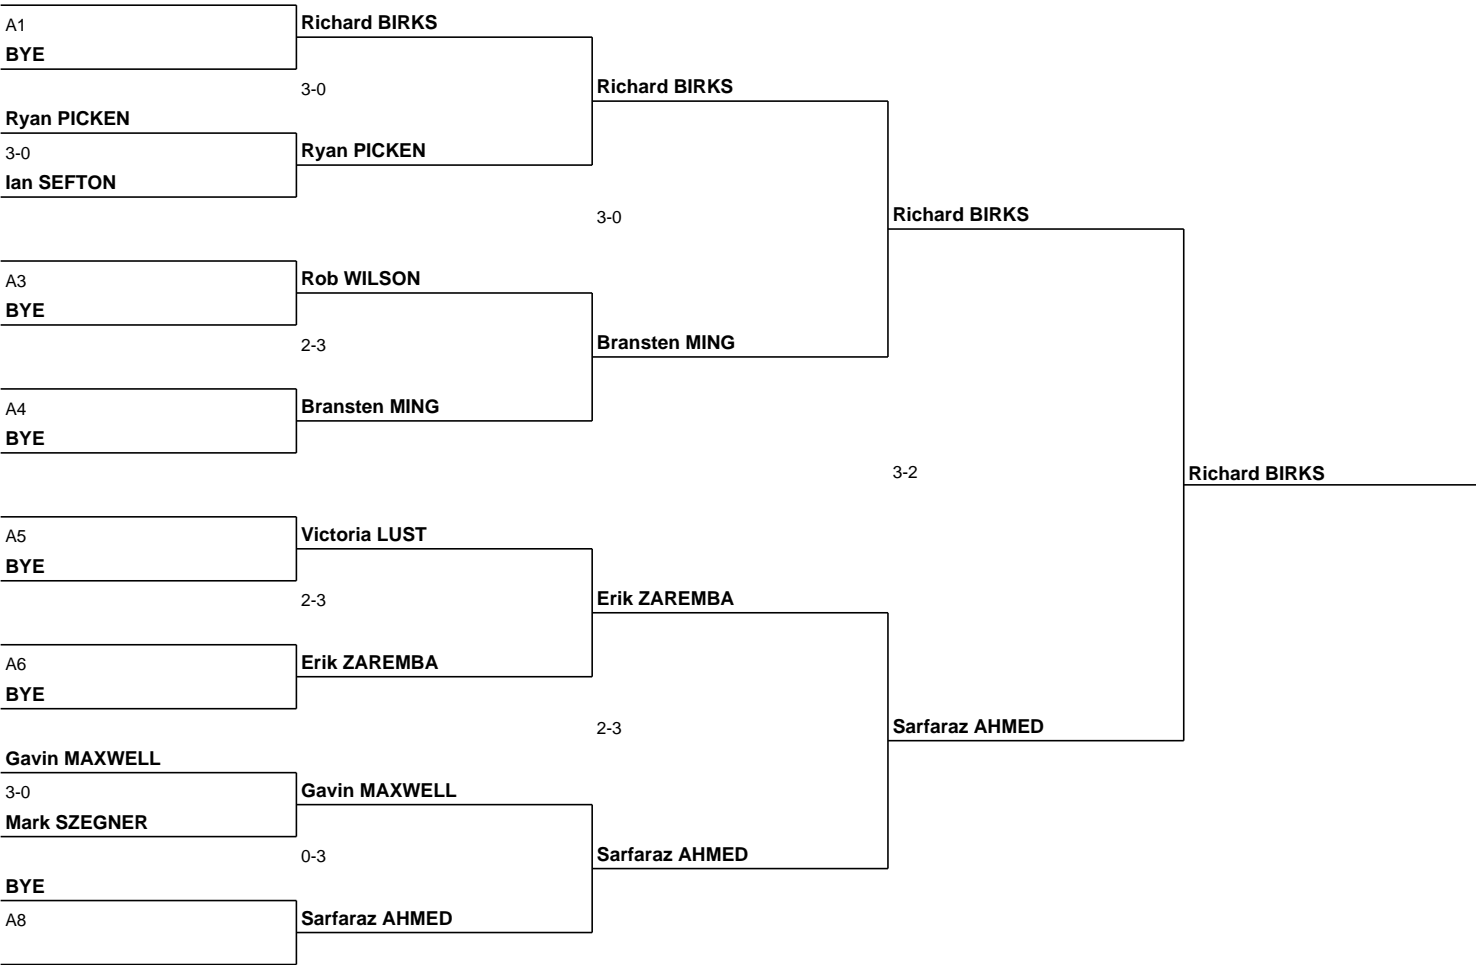 A1
BYE
Richard BIRKS
3-0
Ryan PICKEN
3-0
Ian SEFTON
Ryan PICKEN
Richard BIRKS
3-0
A3
BYE
Rob WILSON
2-3
A4
BYE
Bransten MING
Bransten MING
Richard BIRKS
3-2
A5
BYE
Victoria LUST
2-3
A6
BYE
Erik ZAREMBA
Erik ZAREMBA
2-3
Gavin MAXWELL
3-0
Mark SZEGNER
Gavin MAXWELL
0-3
BYE
A8
Sarfaraz AHMED
Sarfaraz AHMED
Sarfaraz AHMED
Richard BIRKS